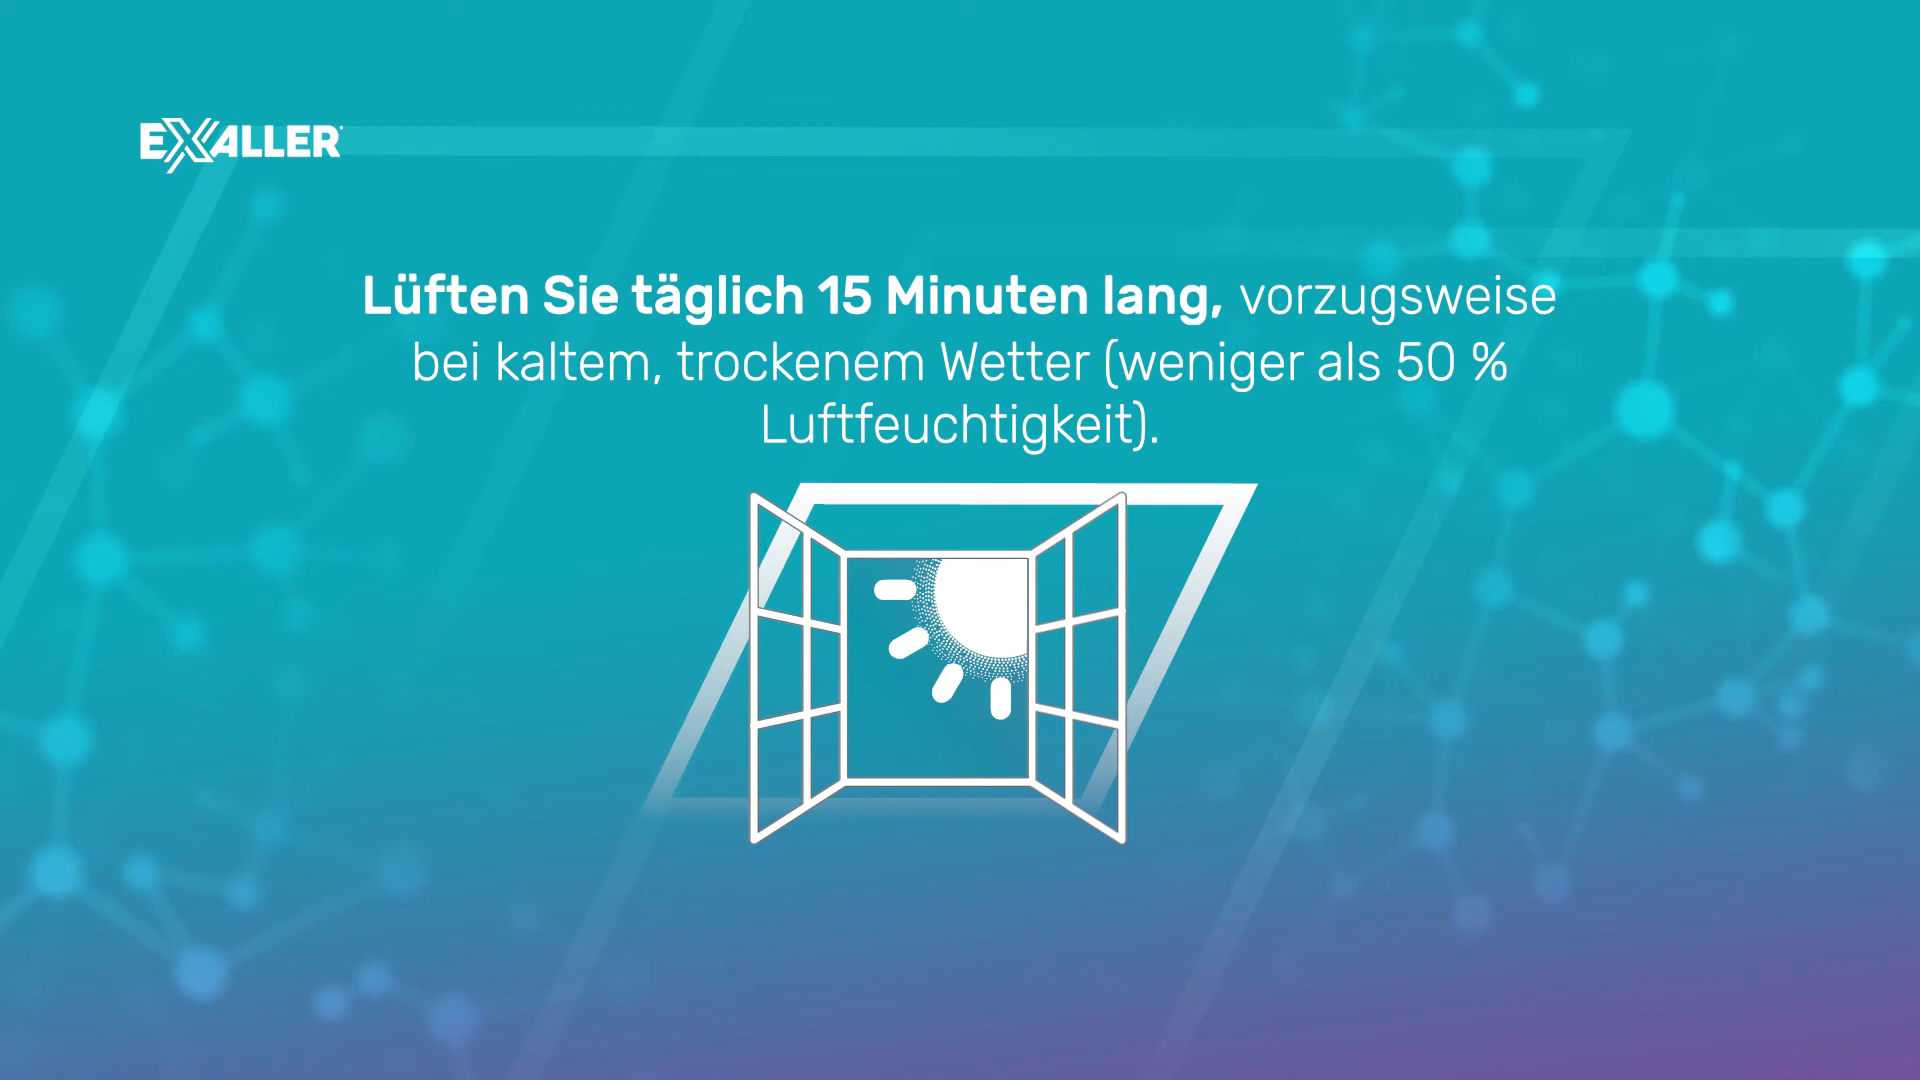 EXALLER
Lüften Sie täglich 15 Minuten lang, vorzugsweise
bei kaltem, trockenem Wetter (weniger als 50 %
Luftfeuchtigkeit).